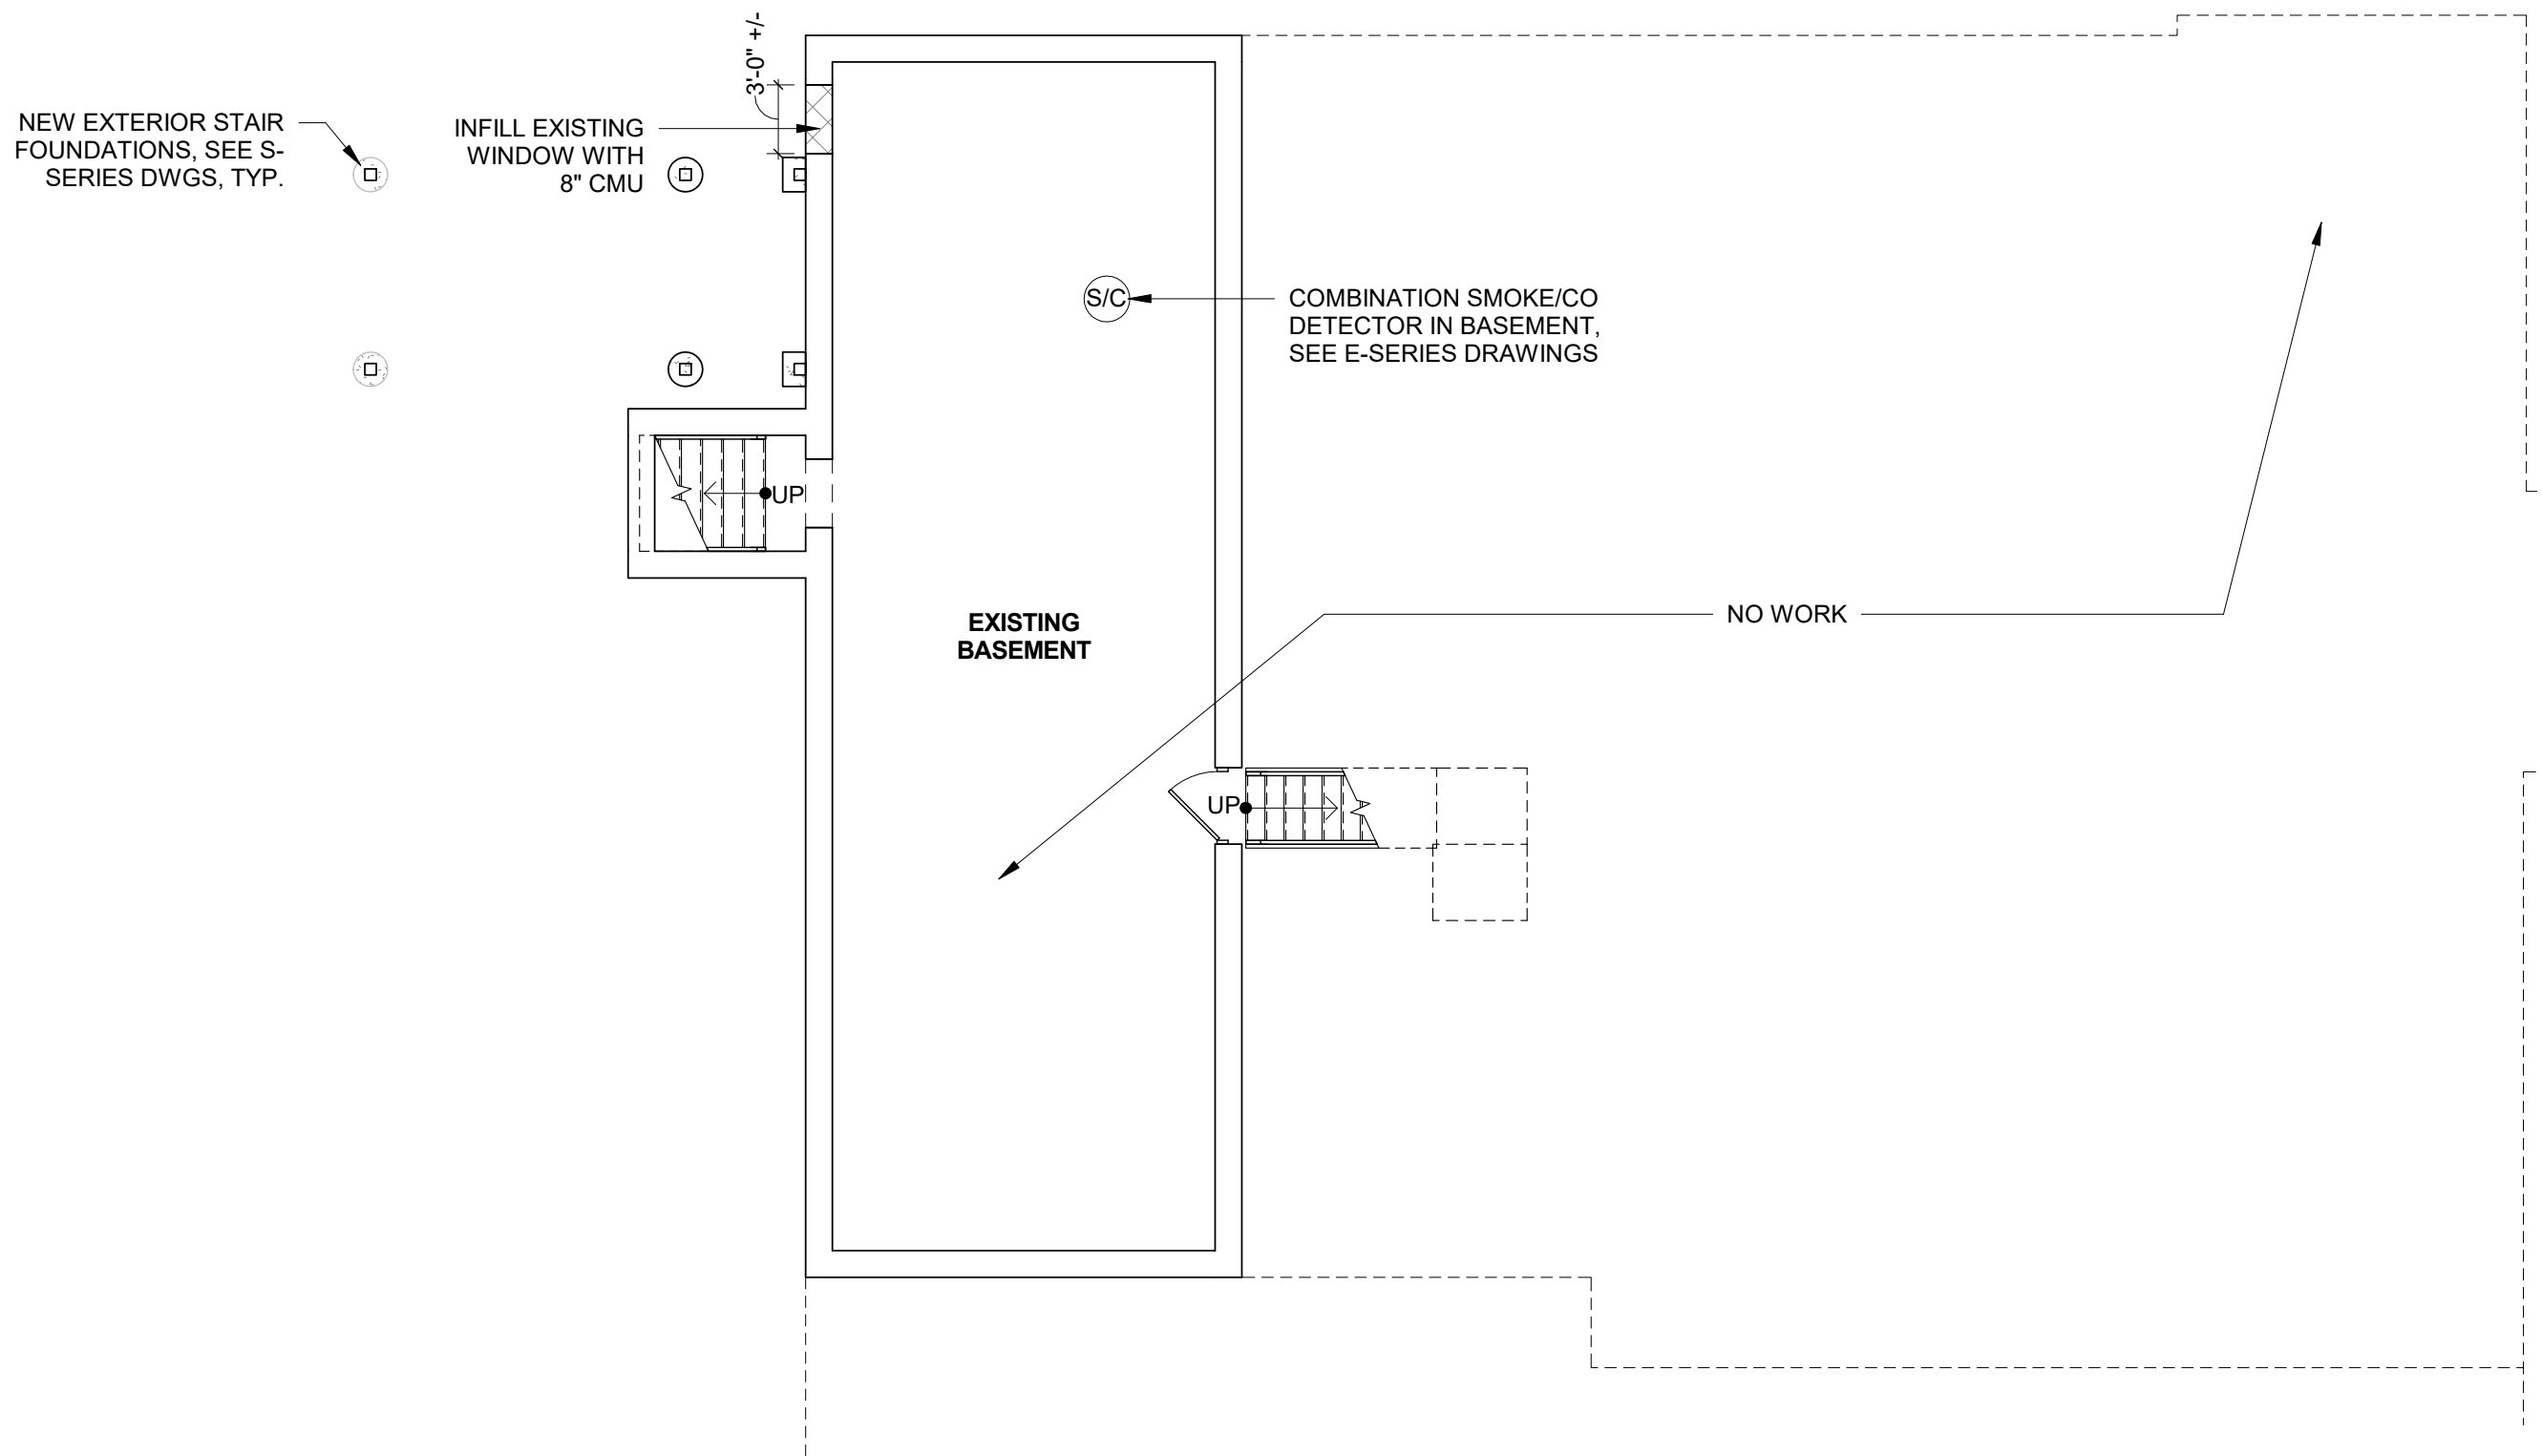 3'-0" +/-
NEW EXTERIOR STAIR
FOUNDATIONS, SEE S-
SERIES DWGS, TYP.
INFILL EXISTING
WINDOW WITH
8" CMU
S/C
COMBINATION SMOKE/CO
DETECTOR IN BASEMENT,
SEE E-SERIES DRAWINGS
UP
EXISTING
BASEMENT
NO WORK
UP